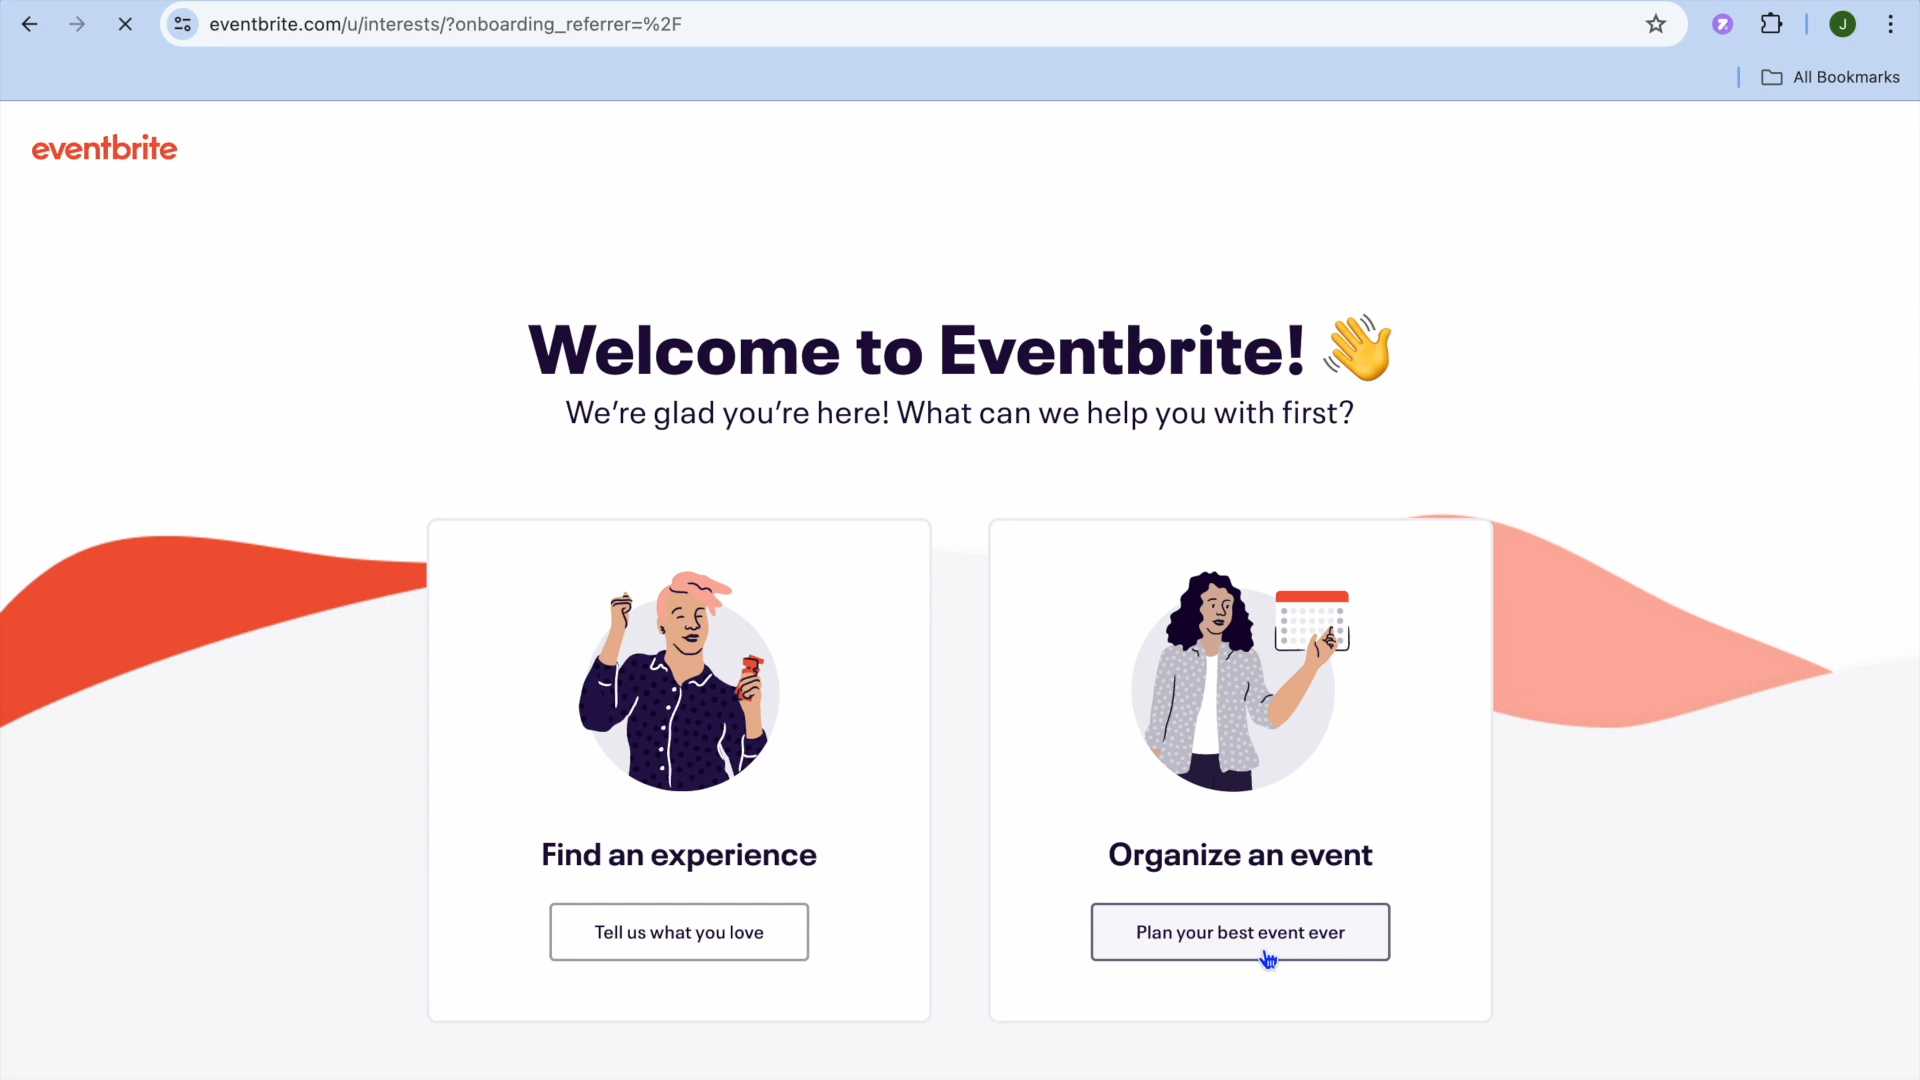 eventbrite.com/u/interests/?onboarding_referrer=%2F
J
All Bookmarks
eventbrite
Welcome to Eventbrite! 👋
We’re glad you’re here! What can we help you with first?
Find an experience
Tell us what you love
Organize an event
Plan your best event ever